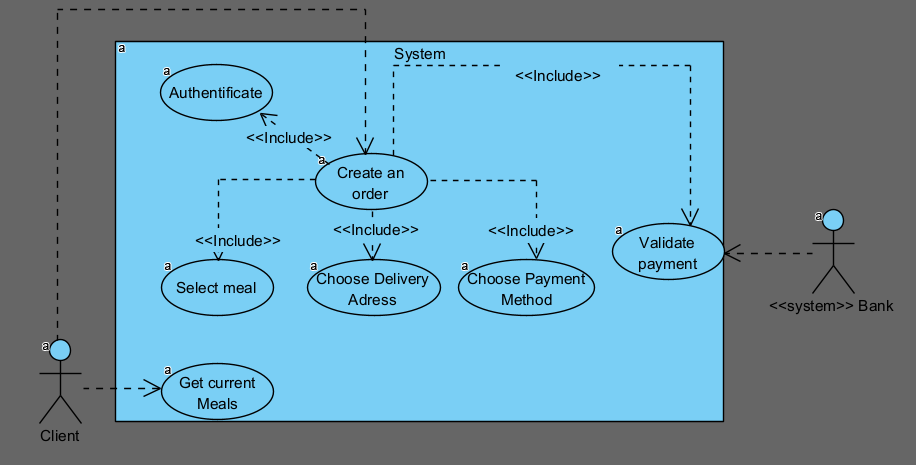 a
System
a
Authentificate
<<Include>>
<<Include>>
a
Create an
order
<<Include>>
<<Include>>
<<Include>>
a
Select meal
a
Choose Delivery
Adress
a
Choose Payment
Method
a
Validate
payment
a
<<system>> Bank
a
Client
a
Get current
Meals